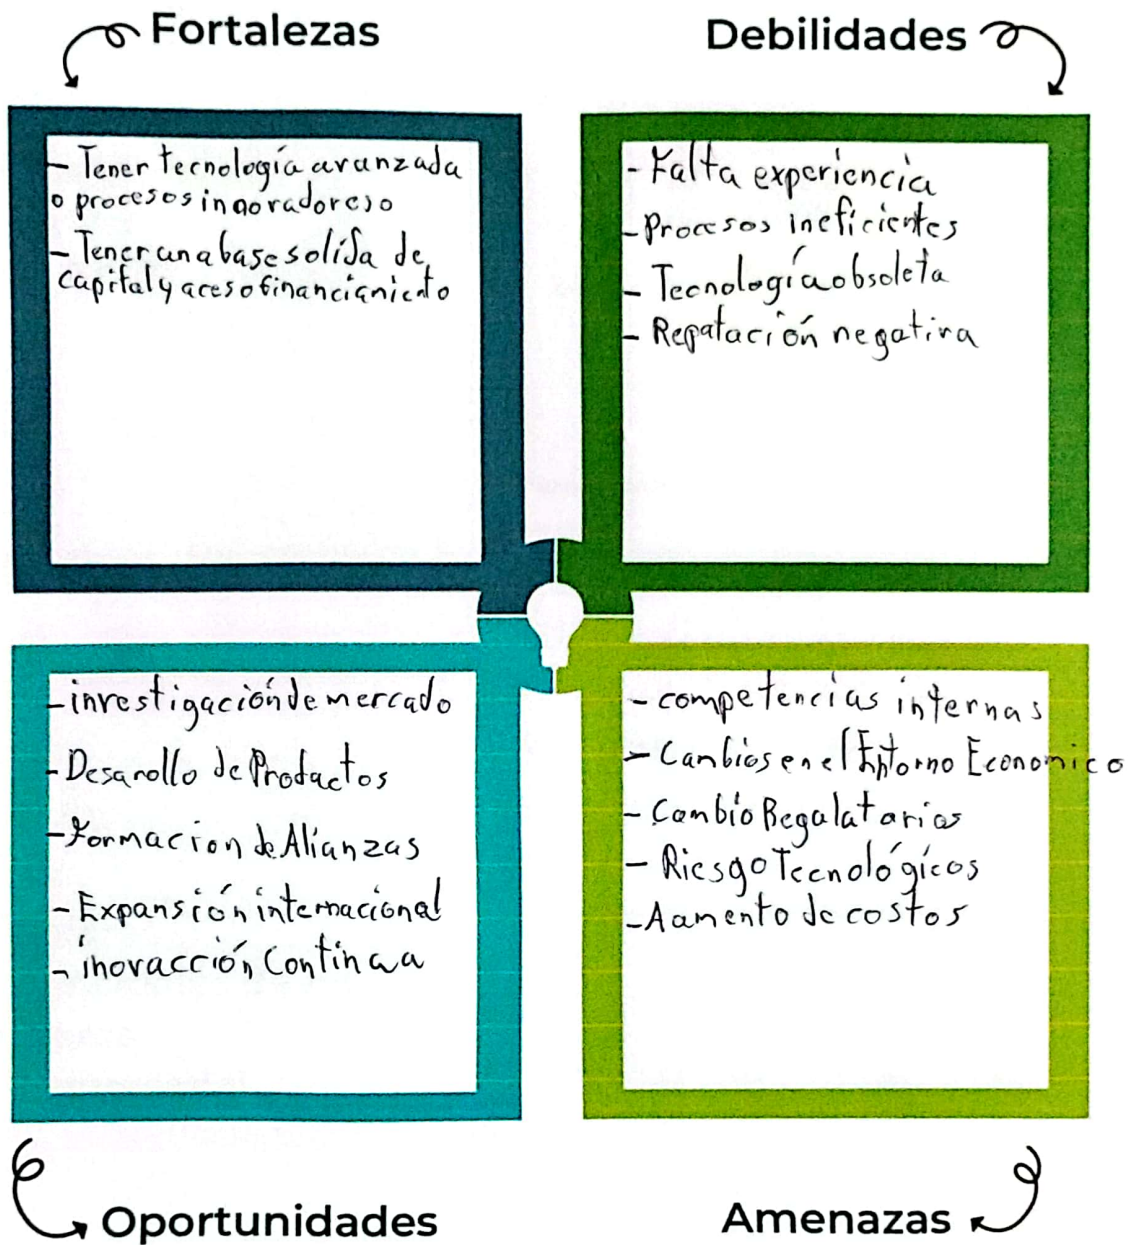 Fortalezas
- Tener tecnología avanzada
o procesos innovadores)o
- Tener una base solida de
capital y aceso financiamiento
Debilidades
- Falta experiencia
- Procesos ineficientes
- Tecnología obsoleta
- Reputación negativa
- investigación de mercado
- Desarollo de Productos
- Formacion de Alianzas
- Expansión internacional
- inovacción Continua
Oportunidades
- competencias internas
- Cambios en el Entorno Economico
- Cambio Regulatorios
- Riesgo Tecnológicos
- Aumento de costos
Amenazas